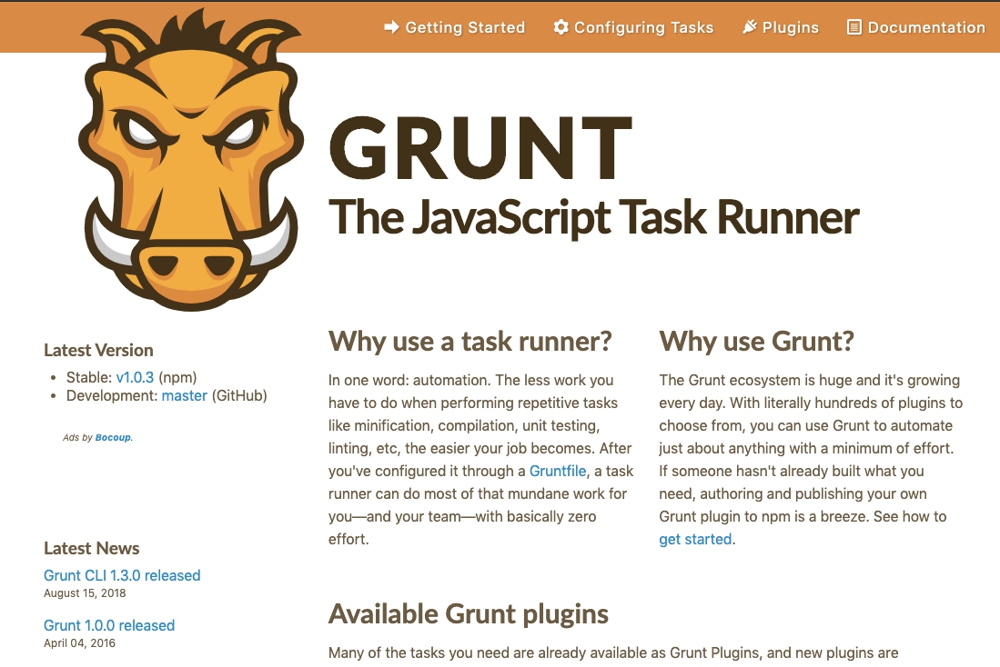 Getting Started Configuring Tasks Plugins Documentation
GRUNT
The JavaScript Task Runner
Latest Version
• Stable: v1.0.3 (npm)
• Development: master (GitHub)
Ads by Bocoup.
Latest News
Grunt CLI 1.3.0 released
August 15, 2018
Grunt 1.0.0 released
April 04, 2016
Why use a task runner?
In one word: automation. The less work you
have to do when performing repetitive tasks
like minification, compilation, unit testing,
linting, etc, the easier your job becomes. After
you've configured it through a Gruntfile, a task
runner can do most of that mundane work for
you—and your team—with basically zero
effort.
Why use Grunt?
The Grunt ecosystem is huge and it's growing
every day. With literally hundreds of plugins to
choose from, you can use Grunt to automate
just about anything with a minimum of effort.
If someone hasn't already built what you
need, authoring and publishing your own
Grunt plugin to npm is a breeze. See how to
get started.
Available Grunt plugins
Many of the tasks you need are already available as Grunt Plugins, and new plugins are